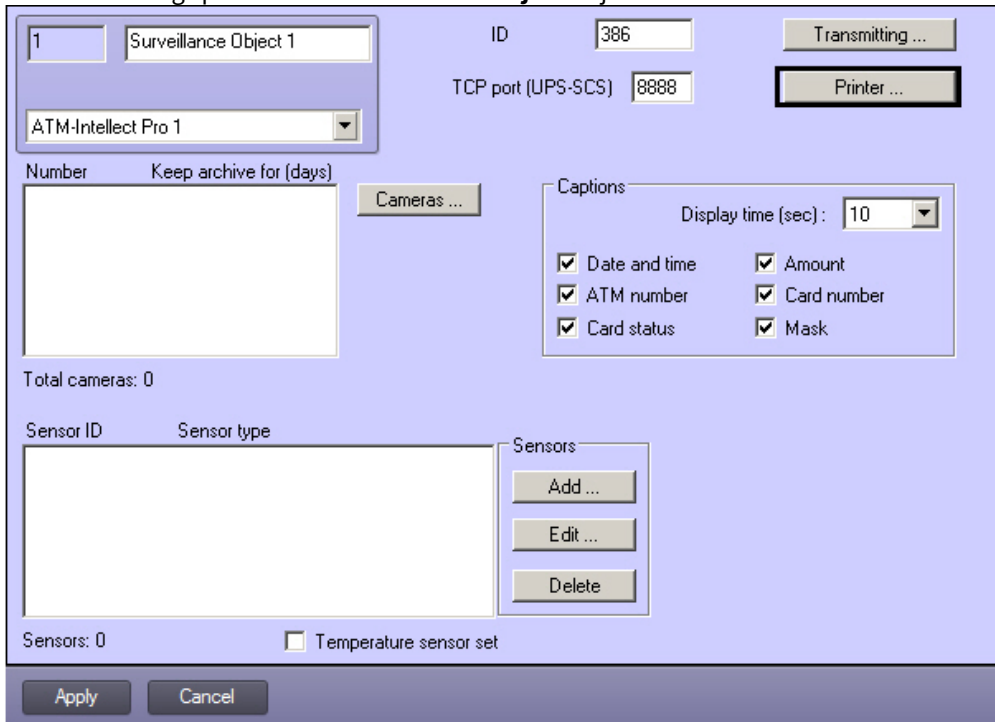 1 Surveillance Object 1 ID 386 Transmitting ...
TCP port (UPS-SCS) 8888 Printer ...
ATM-Intellect Pro 1
Number Keep archive for (days)
Cameras ... Captions
Display time (sec) : 10
Date and time Amount
ATM number Card number
Card status Mask
Total cameras: 0
Sensor ID Sensor type
Sensors
Add ...
Edit ...
Delete
Sensors: 0 Temperature sensor set
Apply Cancel